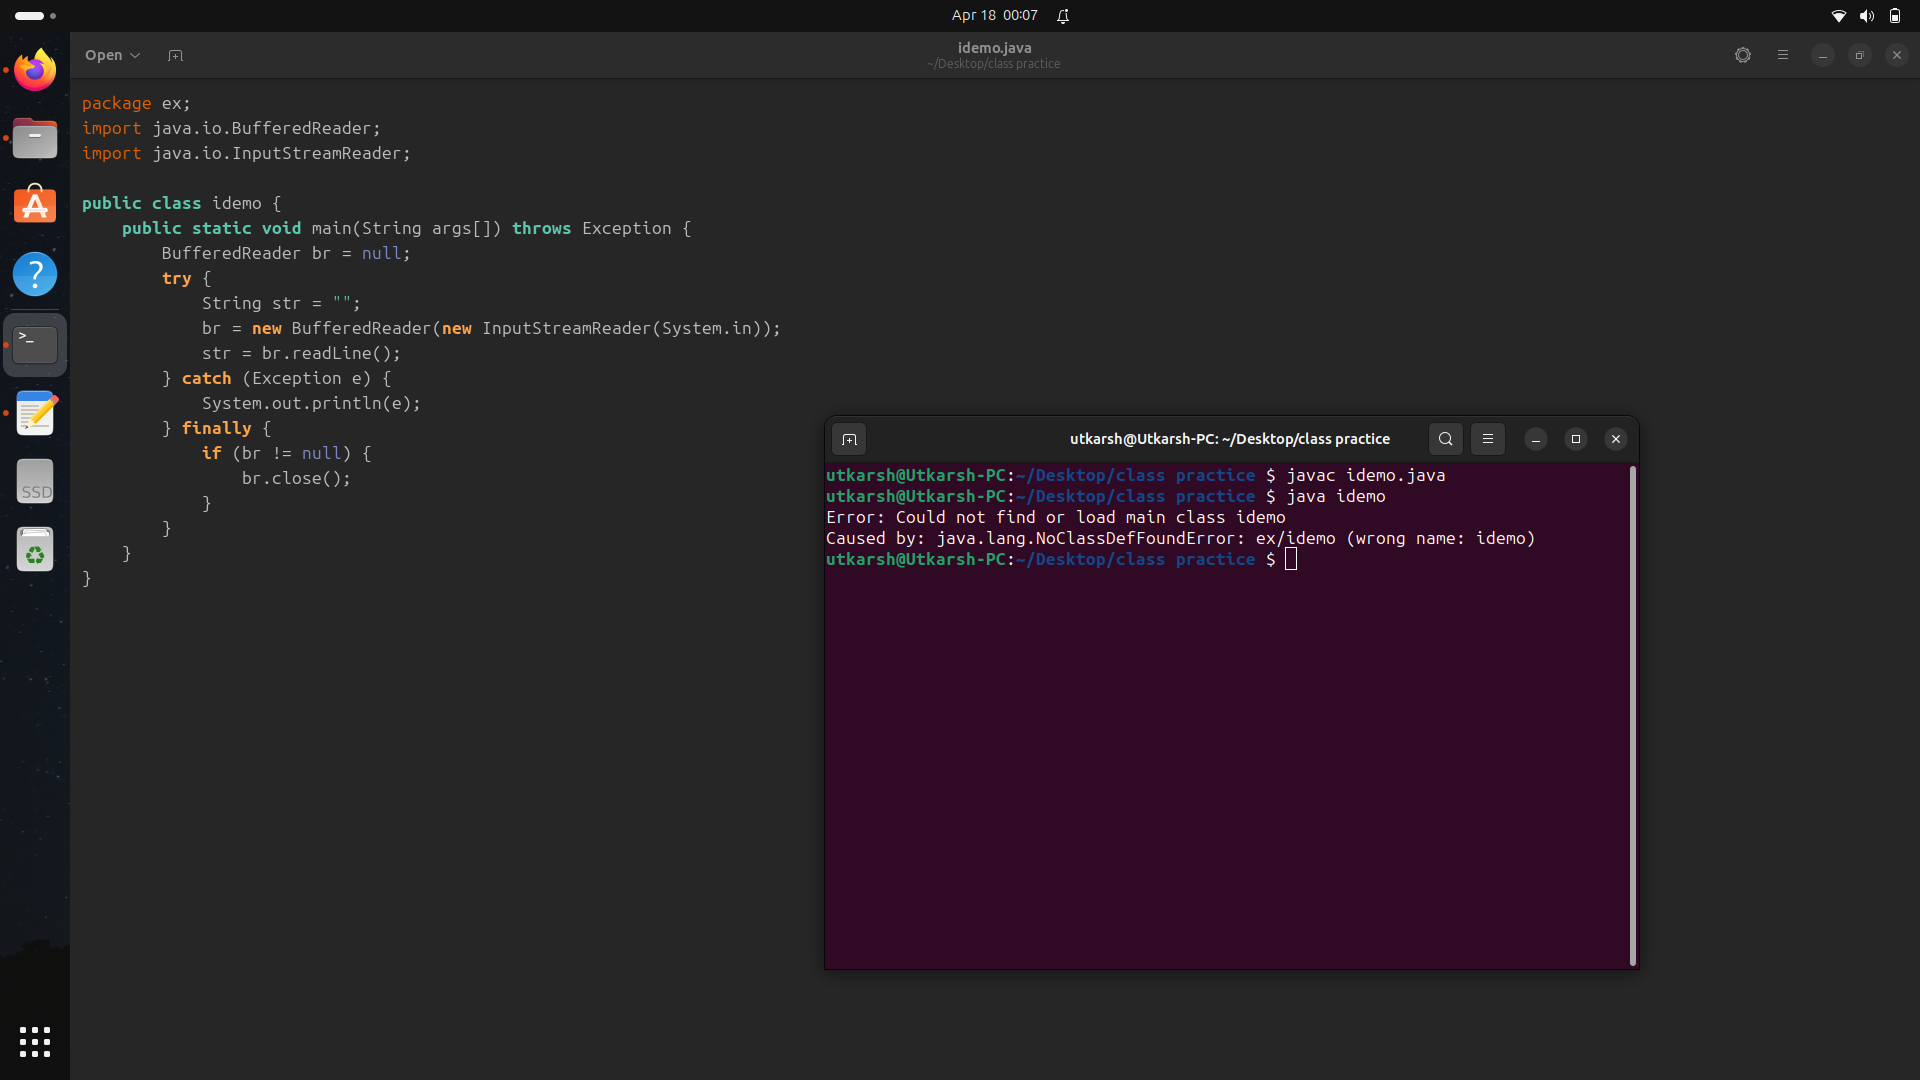 Apr 18 00:07
Open
idemo.java
~/Desktop/class practice
package ex;
import java.io.BufferedReader;
import java.io.InputStreamReader;
public class idemo {
public static void main(String args[]) throws Exception {
BufferedReader br = null;
try {
String str = "";
br = new BufferedReader(new InputStreamReader(System.in));
str = br.readLine();
} catch (Exception e) {
System.out.println(e);
} finally {
if (br != null) {
br.close();
}
}
}
}
utkarsh@Utkarsh-PC: ~/Desktop/class practice
utkarsh@Utkarsh-PC:~/Desktop/class practice $ javac idemo.java
utkarsh@Utkarsh-PC:~/Desktop/class practice $ java idemo
Error: Could not find or load main class idemo
Caused by: java.lang.NoClassDefFoundError: ex/idemo (wrong name: idemo)
utkarsh@Utkarsh-PC:~/Desktop/class practice $
?
>_
SSD